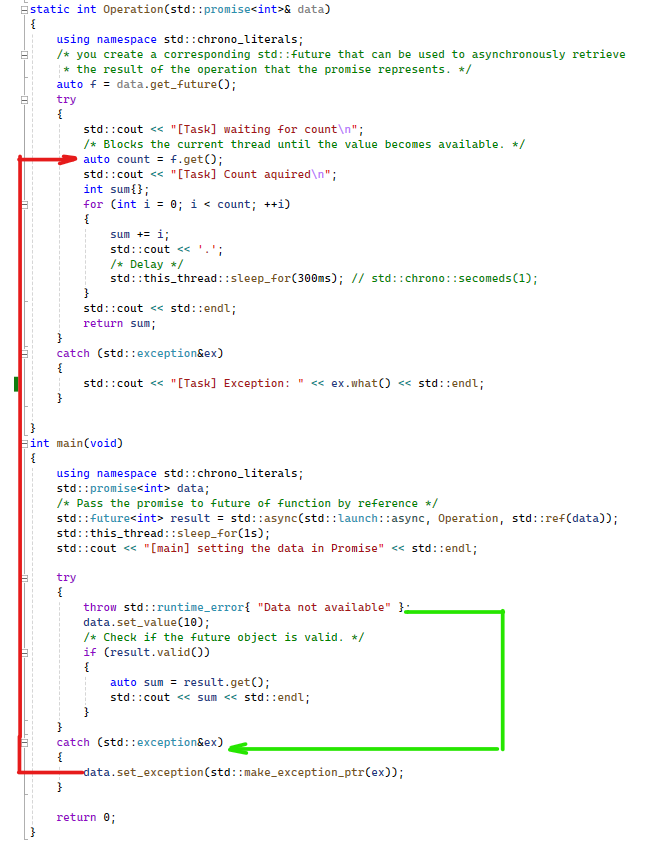 static int Operation(std::promise<int>& data)
{
    using namespace std::chrono_literals;
    /* you create a corresponding std::future that can be used to asynchronously retrieve
     * the result of the operation that the promise represents. */
    auto f = data.get_future();
    try
    {
        std::cout << "[Task] waiting for count\n";
        /* Blocks the current thread until the value becomes available. */
        auto count = f.get();
        std::cout << "[Task] Count aquired\n";
        int sum{};
        for (int i = 0; i < count; ++i)
        {
            sum += i;
            std::cout << '.';
            /* Delay */
            std::this_thread::sleep_for(300ms); // std::chrono::secomeds(1);
        }
        std::cout << std::endl;
        return sum;
    }
    catch (std::exception&ex)
    {
        std::cout << "[Task] Exception: " << ex.what() << std::endl;
    }
}
int main(void)
{
    using namespace std::chrono_literals;
    std::promise<int> data;
    /* Pass the promise to future of function by reference */
    std::future<int> result = std::async(std::launch::async, Operation, std::ref(data));
    std::this_thread::sleep_for(1s);
    std::cout << "[main] setting the data in Promise" << std::endl;
    try
    {
        throw std::runtime_error{ "Data not available" };
        data.set_value(10);
        /* Check if the future object is valid. */
        if (result.valid())
        {
            auto sum = result.get();
            std::cout << sum << std::endl;
        }
    }
    catch (std::exception&ex)
    {
        data.set_exception(std::make_exception_ptr(ex));
    }
    return 0;
}